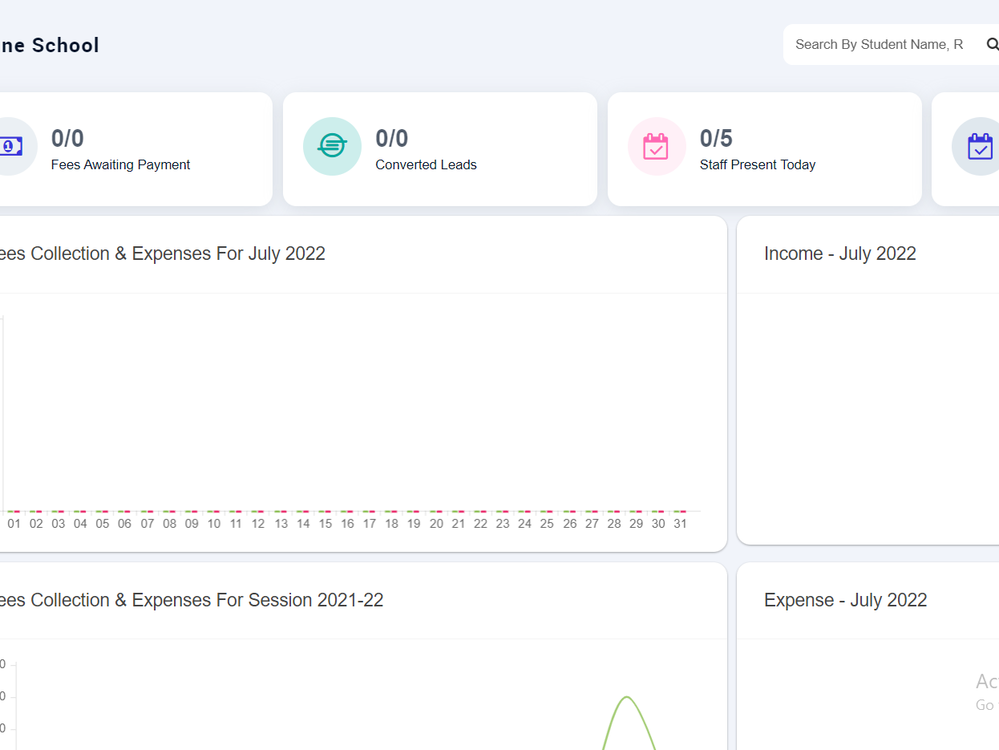 ne School
Search By Student Name, R
0/0
Fees Awaiting Payment
0/0
Converted Leads
0/5
Staff Present Today
ees Collection & Expenses For July 2022
Income - July 2022
01 02 03 04 05 06 07 08 09 10 11 12 13 14 15 16 17 18 19 20 21 22 23 24 25 26 27 28 29 30 31
ees Collection & Expenses For Session 2021-22
Expense - July 2022
0
0
0
Ac
Go